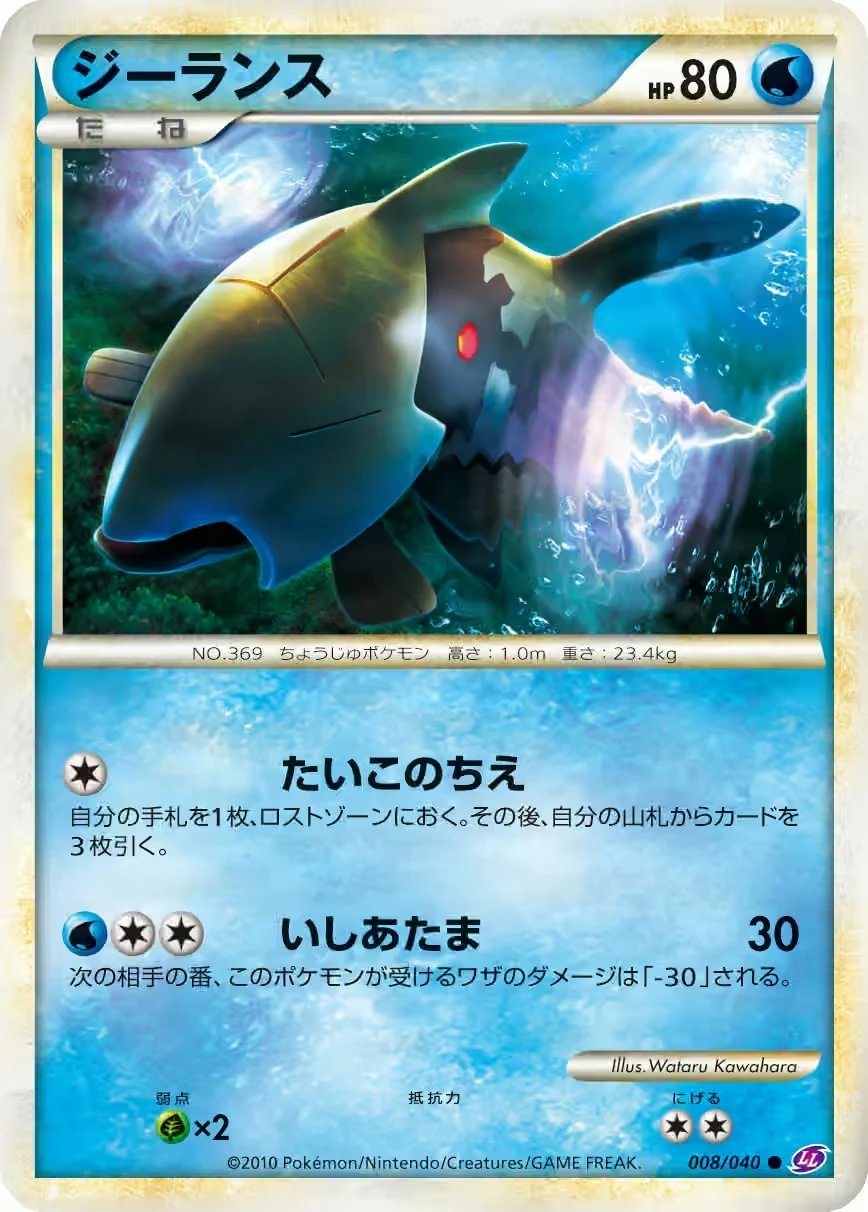 ジーランス
HP80
たね
NO.369 ちょうじゅポケモン 高さ：1.0m 重さ：23.4kg
たいこのちえ
自分の手札を1枚、ロストゾーンにおく。その後、自分の山札からカードを
3枚引く。
いしあたま 30
次の相手の番、このポケモンが受けるワザのダメージは「-30」される。
Illus.Wataru Kawahara
弱点 抵抗力 にげる
×2
©2010 Pokémon/Nintendo/Creatures/GAME FREAK. 008/040 ● LL